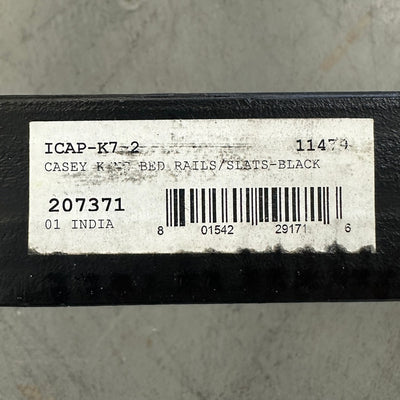 ICAP-K7-2 11479
CASEY BED RAILS/SLATS-BLACK
207371
01 INDIA
8 01542 29171 6